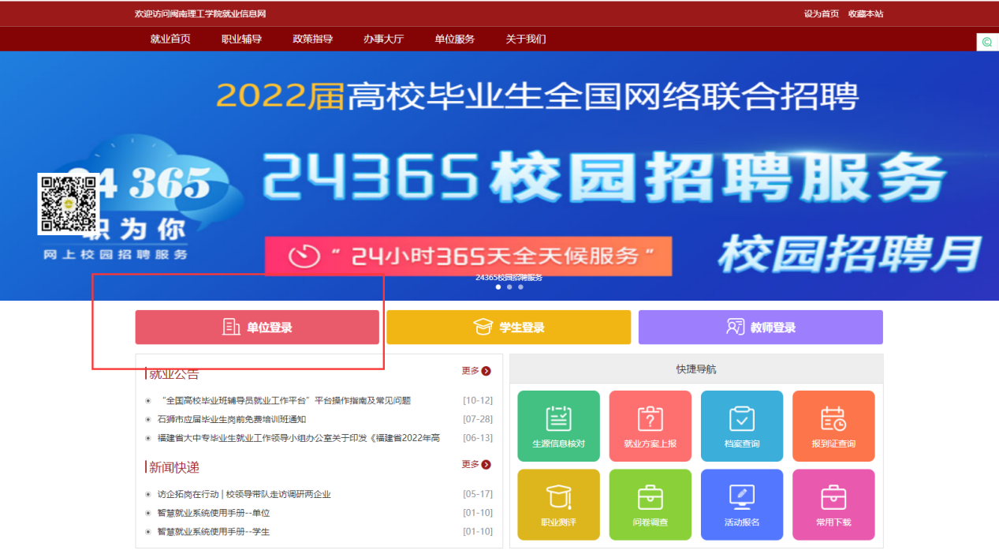 欢迎访问闽南理工学院就业信息网
设为首页 收藏本站
就业首页 职业辅导 政策指导 办事大厅 单位服务 关于我们
2022届高校毕业生全国网络联合招聘
24365校园招聘服务
24 365
职为你
网上校园招聘服务
“24小时365天全天候服务“
校园招聘月
24365校园招聘服务
单位登录
学生登录
教师登录
就业公告
更多
“全国高校毕业班辅导员就业工作平台”平台操作指南及常见问题 [10-12]
石狮市应届毕业生岗前免费培训班通知 [07-28]
福建省大中专毕业生就业工作领导小组办公室关于印发《福建省2022年高 [06-13]
新闻快递
更多
访企拓岗在行动 | 校领导带队走访调研两企业 [05-17]
智慧就业系统使用手册--单位 [01-10]
智慧就业系统使用手册--学生 [01-10]
快捷导航
生源信息核对
就业方案上报
档案查询
报到证查询
职业测评
问卷调查
活动报名
常用下载